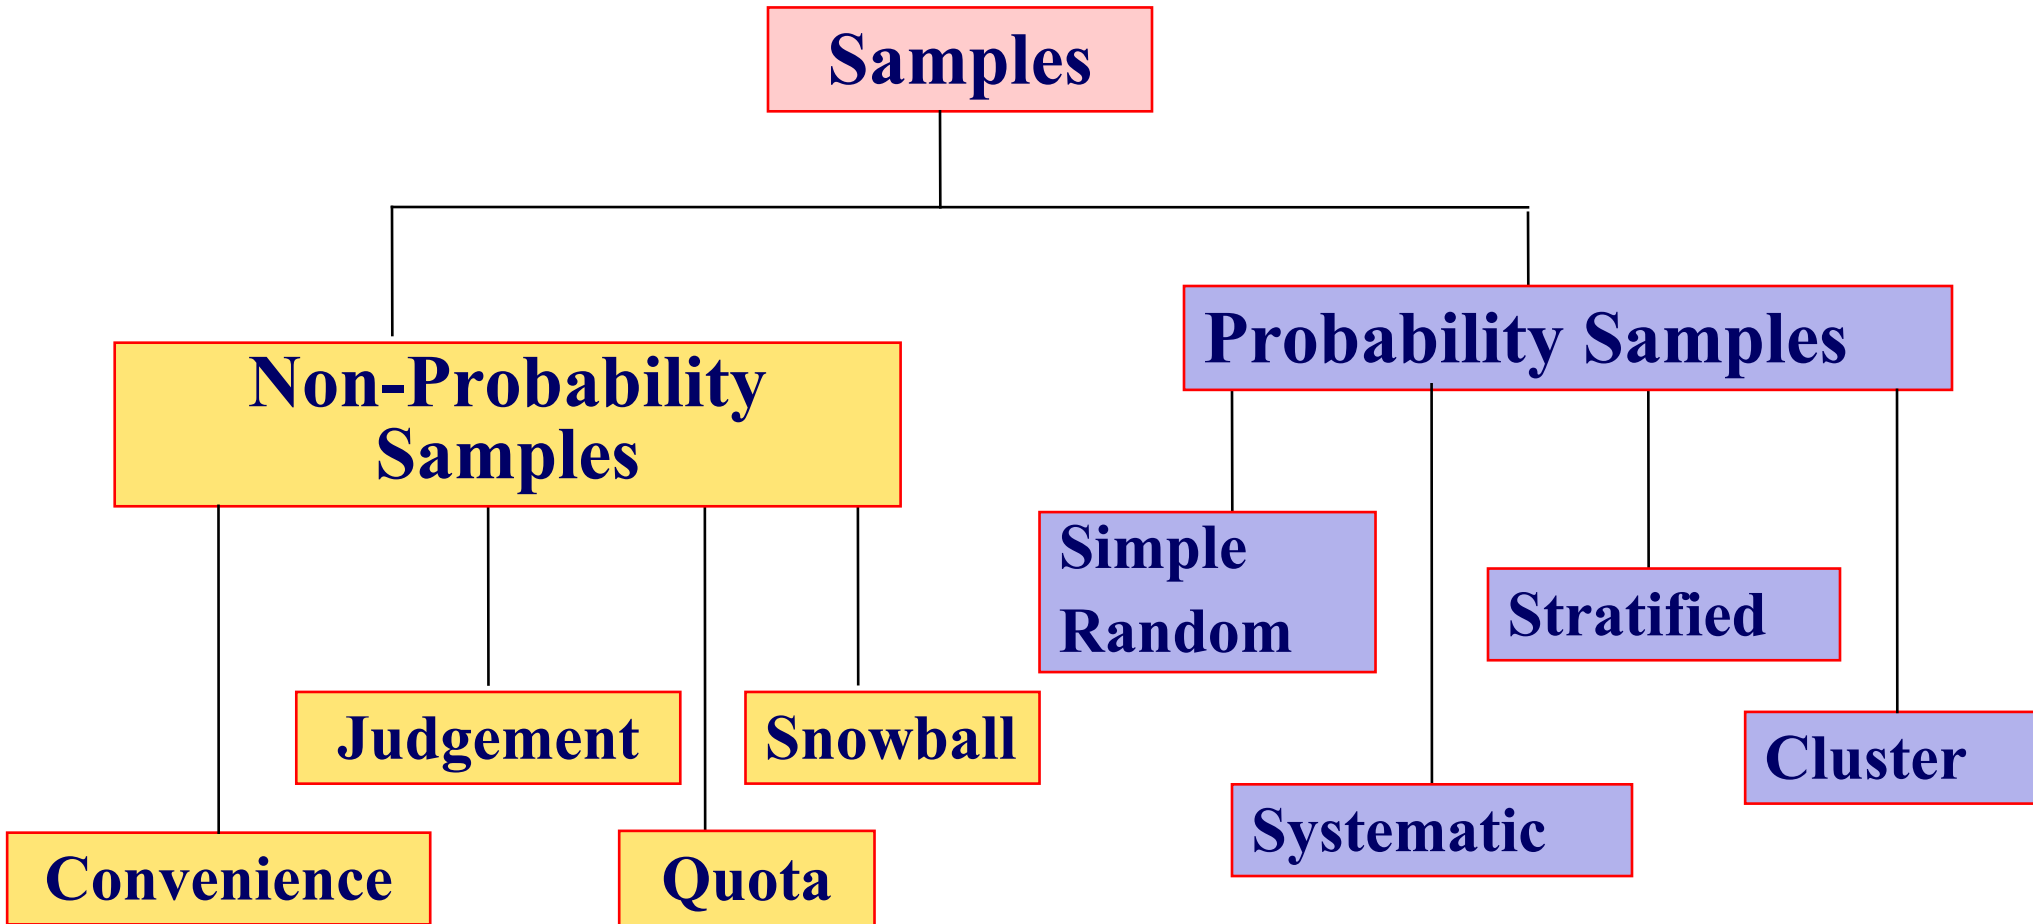 Samples
Probability Samples
Non-Probability
Samples
Simple
Random
Stratified
Judgement
Snowball
Cluster
Systematic
Convenience
Quota